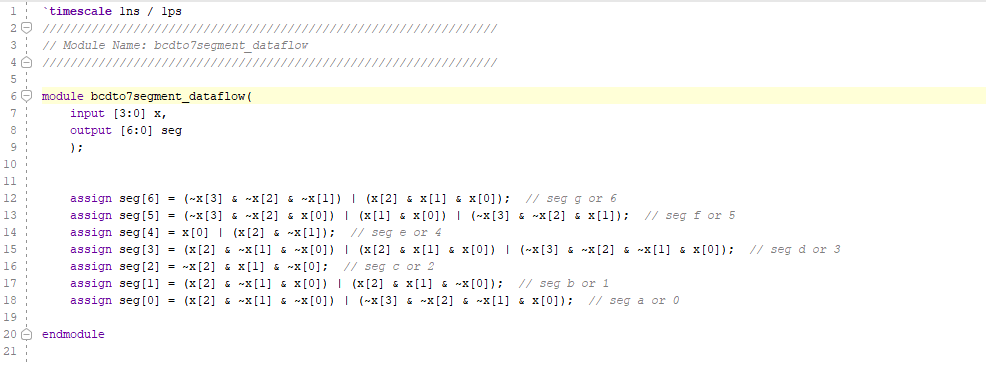 1 `timescale 1ns / 1ps
2 /////////////////////////////////////////////////////////////////
3 // Module Name: bcdto7segment_dataflow
4 /////////////////////////////////////////////////////////////////
5
6 module bcdto7segment_dataflow(
7 input [3:0] x,
8 output [6:0] seg
9 );
10
11
12 assign seg[6] = (~x[3] & ~x[2] & ~x[1]) | (x[2] & x[1] & x[0]); // seg g or 6
13 assign seg[5] = (~x[3] & ~x[2] & x[0]) | (x[1] & x[0]) | (~x[3] & ~x[2] & x[1]); // seg f or 5
14 assign seg[4] = x[0] | (x[2] & ~x[1]); // seg e or 4
15 assign seg[3] = (x[2] & ~x[1] & ~x[0]) | (x[2] & x[1] & x[0]) | (~x[3] & ~x[2] & ~x[1] & x[0]); // seg d or 3
16 assign seg[2] = ~x[2] & x[1] & ~x[0]; // seg c or 2
17 assign seg[1] = (x[2] & ~x[1] & x[0]) | (x[2] & x[1] & ~x[0]); // seg b or 1
18 assign seg[0] = (x[2] & ~x[1] & ~x[0]) | (~x[3] & ~x[2] & ~x[1] & x[0]); // seg a or 0
19
20 endmodule
21